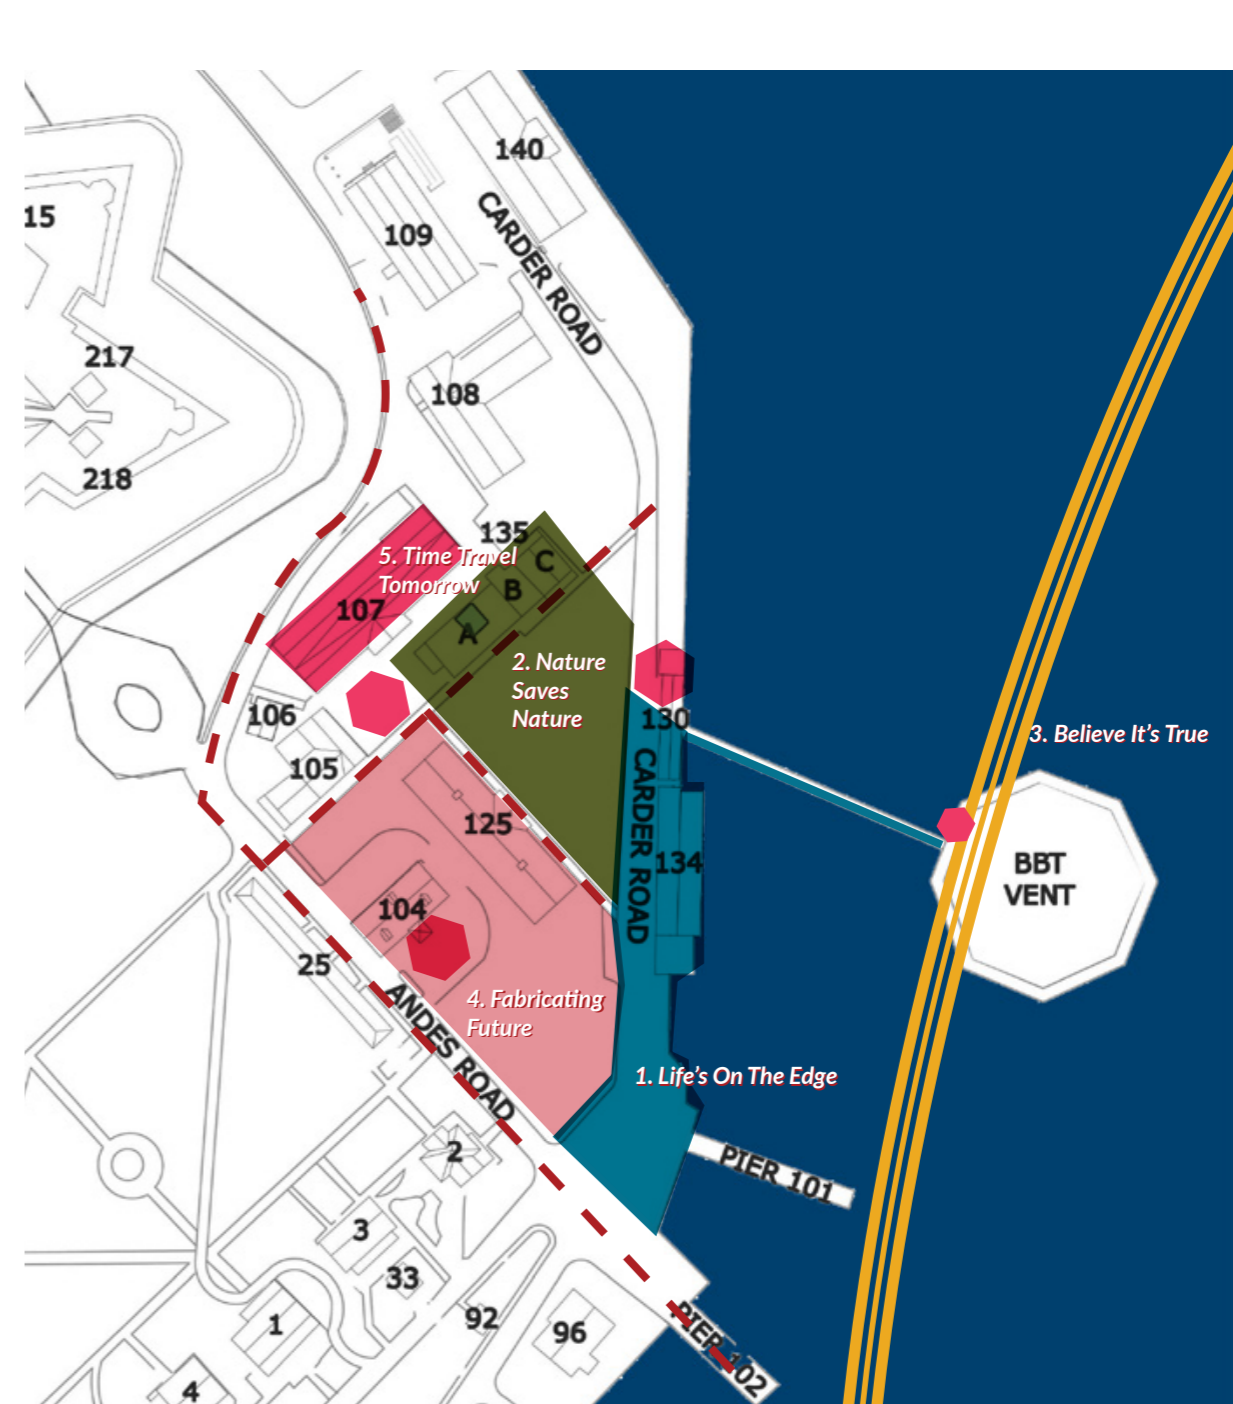 140
15
CARDER ROAD
109
217
108
218
135
C
5. Time Travel
Tomorrow
B
107
A
2. Nature
Saves
Nature
106
130
3. Believe It's True
105
CARDER ROAD
125
134
BBT
VENT
104
25
4. Fabricating
Future
ANDES ROAD
1. Life's On The Edge
2
PIER 101
3
33
92
1
96
PIER 102
4